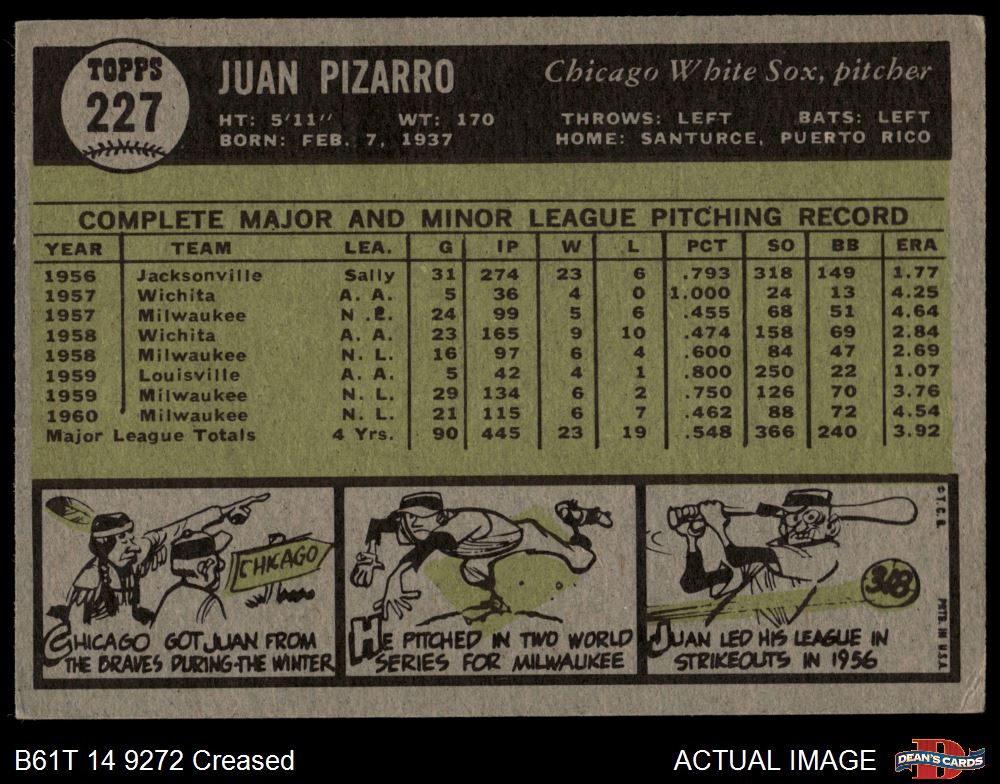 TOPPS
227
JUAN PIZARRO
Chicago White Sox, pitcher
HT: 5'11" WT: 170 THROWS: LEFT BATS: LEFT
BORN: FEB. 7, 1937 HOME: SANTURCE, PUERTO RICO
COMPLETE MAJOR AND MINOR LEAGUE PITCHING RECORD
YEAR TEAM LEA. G IP W L PCT SO BB ERA
1956 Jacksonville Sally 31 274 23 6 .793 318 149 1.77
1957 Wichita A. A. 5 36 4 0 1.000 24 13 4.25
1957 Milwaukee N .L. 24 99 5 6 .455 68 51 4.64
1958 Wichita A. A. 23 165 9 10 .474 158 69 2.84
1958 Milwaukee N. L. 16 97 6 4 .600 84 47 2.69
1959 Louisville A. A. 5 42 4 1 .800 250 22 1.07
1959 Milwaukee N. L. 29 134 6 2 .750 126 70 3.76
1960 Milwaukee N. L. 21 115 6 7 .462 88 72 4.54
Major League Totals 4 Yrs. 90 445 23 19 .548 366 240 3.92
CHICAGO
CHICAGO GOT JUAN FROM
THE BRAVES DURING THE WINTER
HE PITCHED IN TWO WORLD
SERIES FOR MILWAUKEE
318
JUAN LED HIS LEAGUE IN
STRIKEOUTS IN 1956
© T.C.G.
PRTD. IN U.S.A.
B61T 14 9272 Creased
ACTUAL IMAGE
DEAN'S CARDS